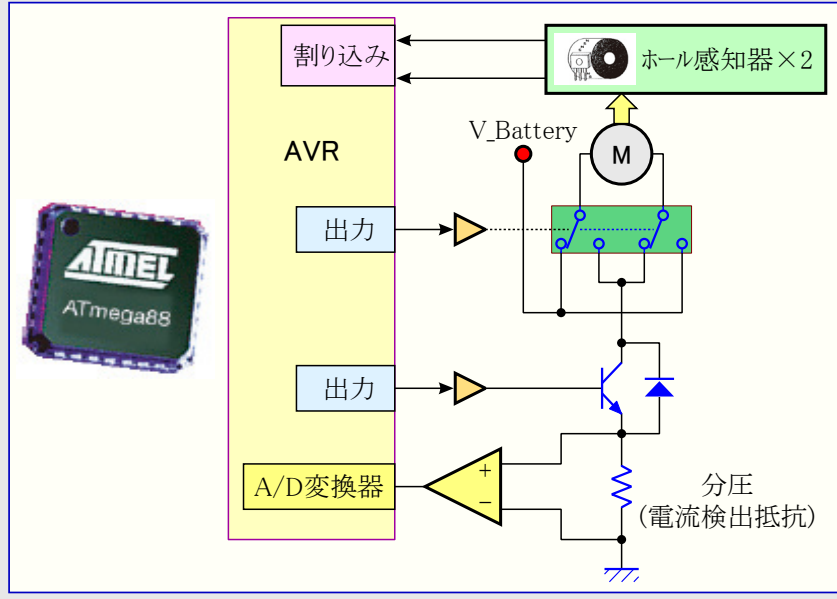 割り込み
ホール感知器×2
AVR
V_Battery
M
出力
ATMEL
ATmega88
出力
A/D変換器
+
−
分圧
(電流検出抵抗)